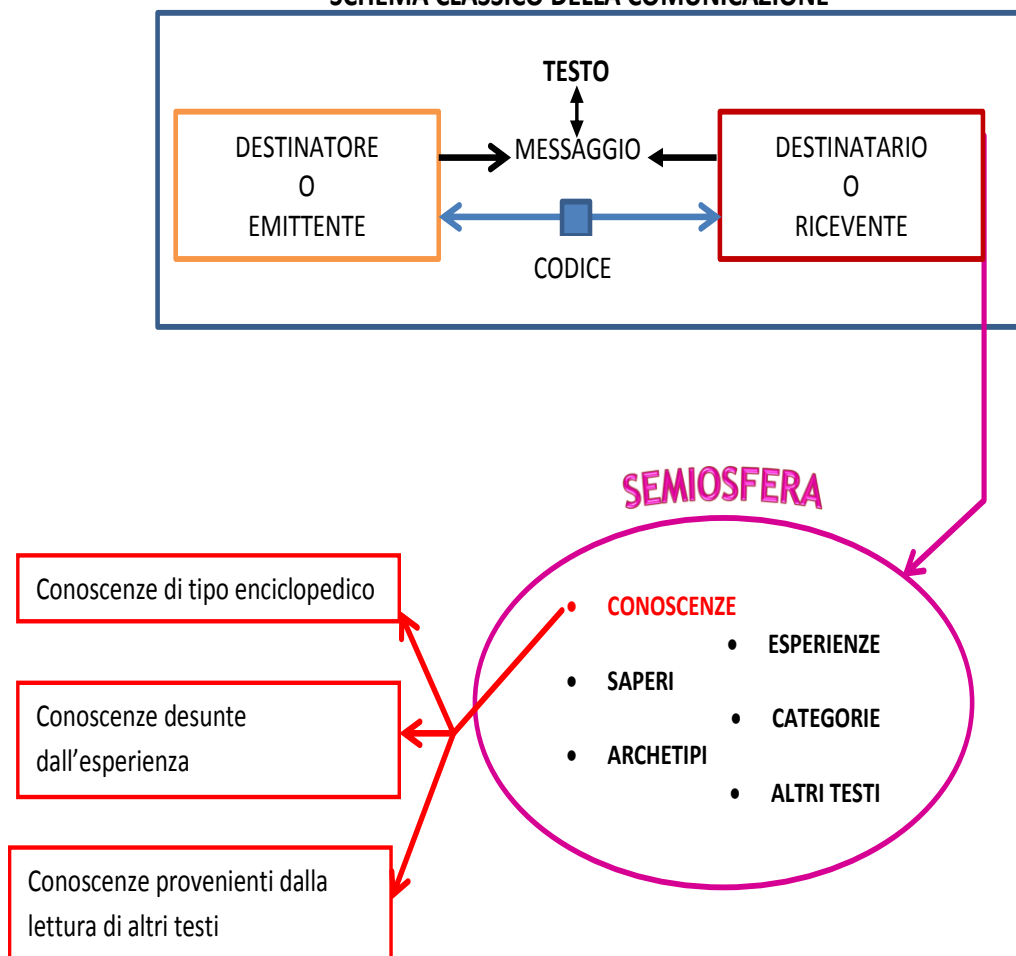 SCHEMA CLASSICO DELLA COMUNICAZIONE
TESTO
DESTINATORE
O
EMITTENTE
MESSAGGIO
DESTINATARIO
O
RICEVENTE
CODICE
SEMIOSFERA
Conoscenze di tipo enciclopedico
Conoscenze desunte
dall'esperienza
Conoscenze provenienti dalla
lettura di altri testi
• CONOSCENZE
• ESPERIENZE
• SAPERI
• CATEGORIE
• ARCHETIPI
• ALTRI TESTI